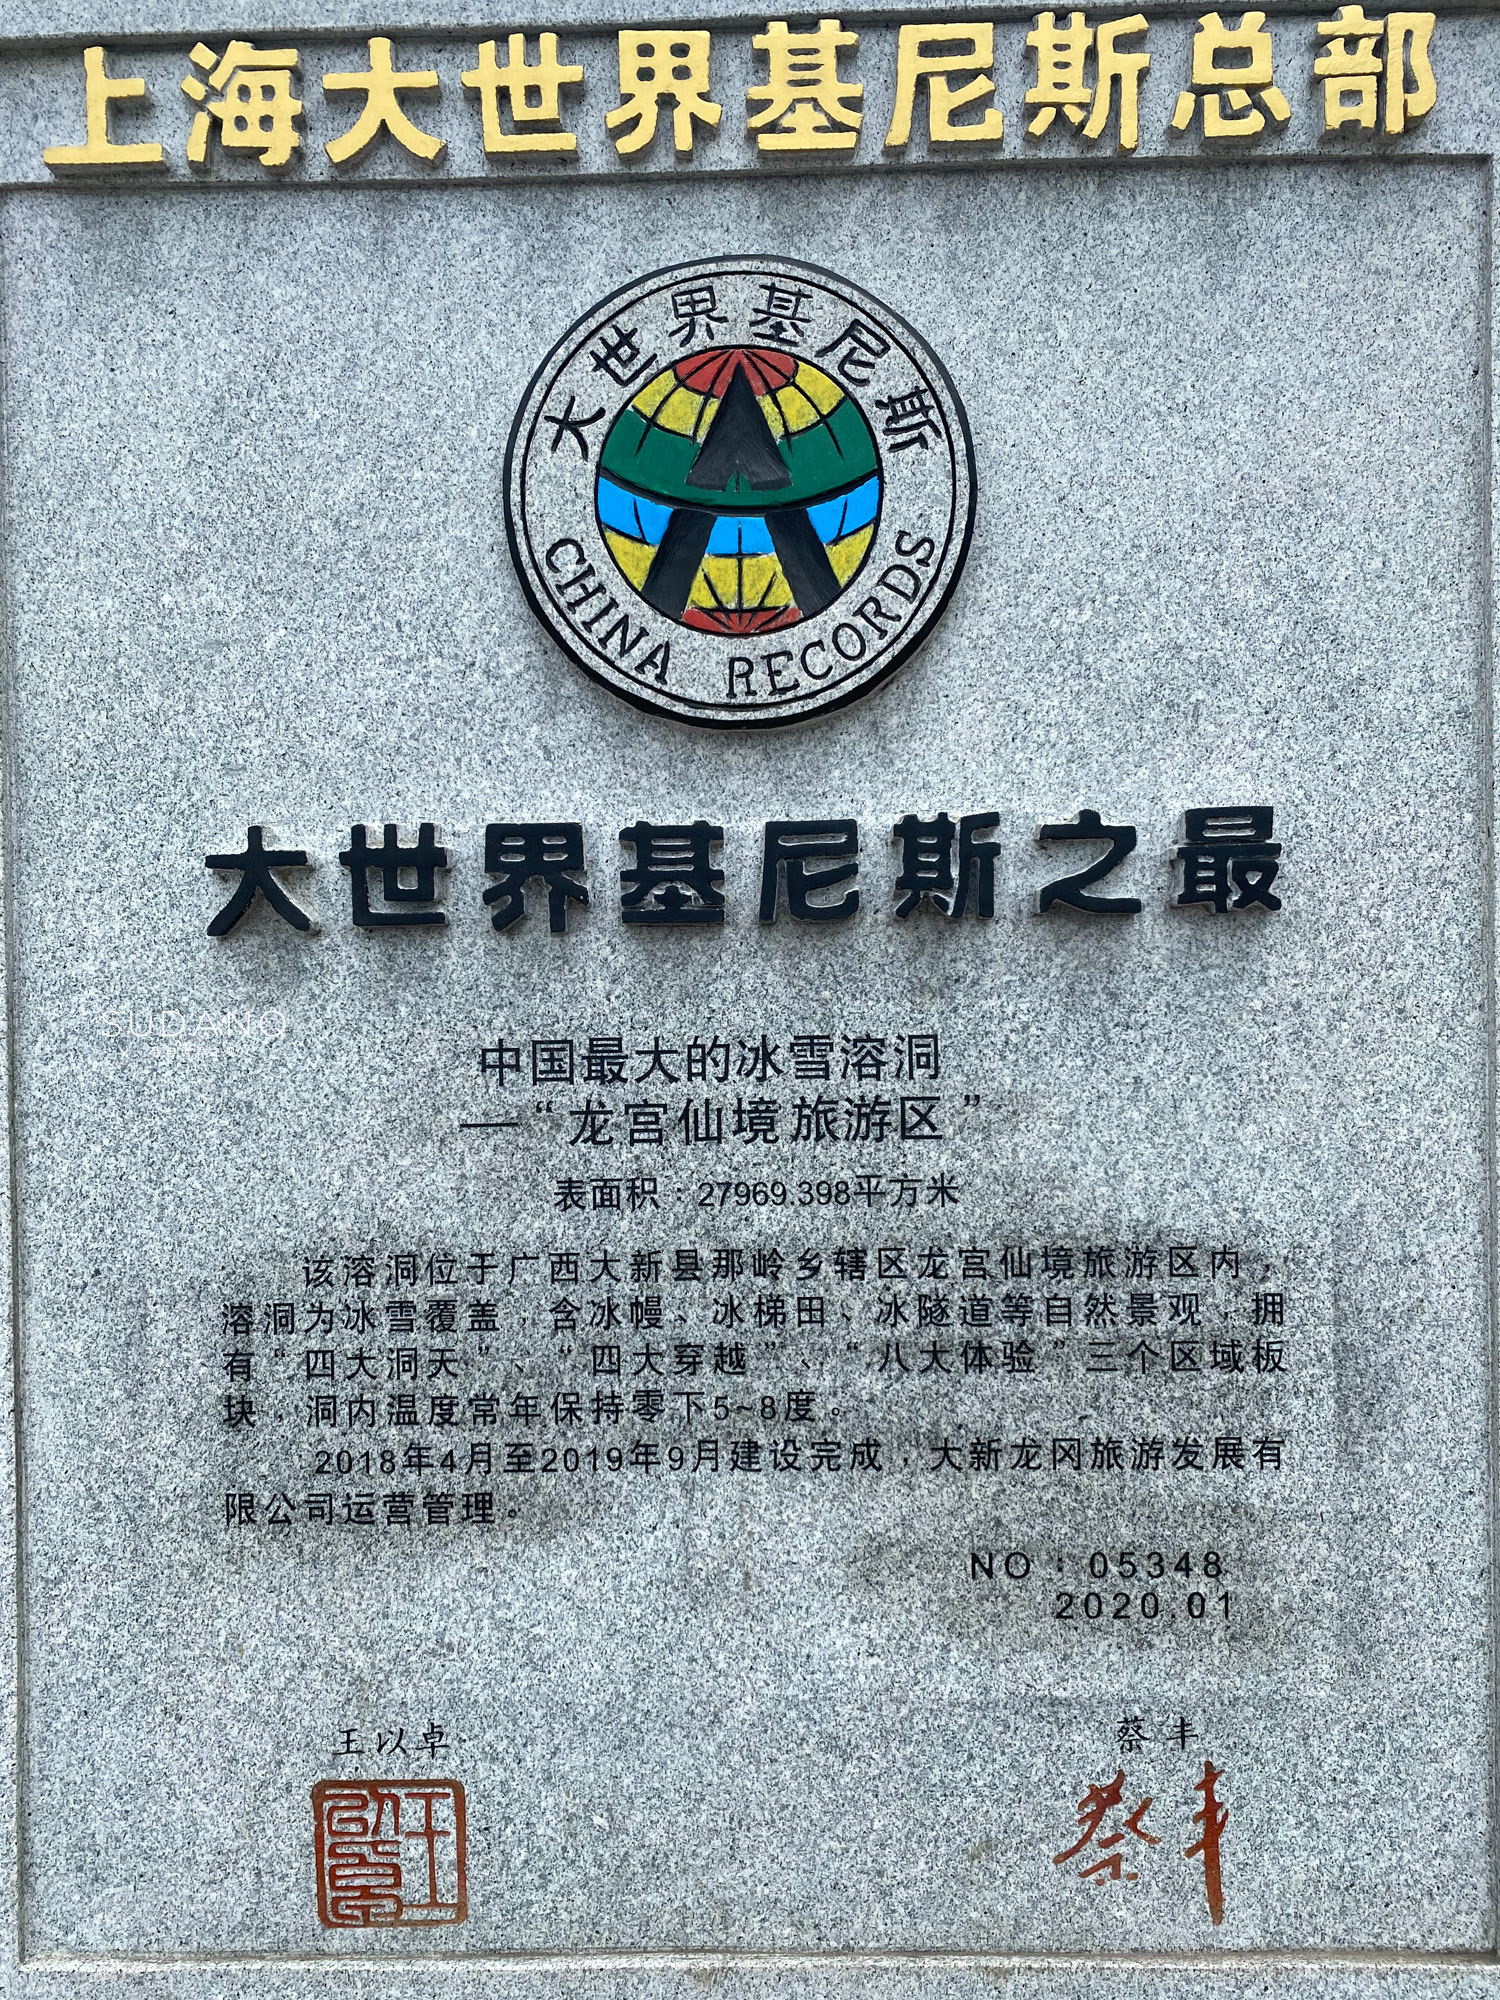 上海大世界基尼斯总部
大世界基尼斯
CHINA RECORDS
大世界基尼斯之最
SUDANO
中国最大的冰雪溶洞
—“龙宫仙境旅游区”
表面积：27969.398平方米
该溶洞位于广西大新县那岭乡辖区龙宫仙境旅游区内，
溶洞为冰雪覆盖，含冰幔、冰梯田、冰隧道等自然景观，拥
有“四大洞天”、“四大穿越”、“八大体验”三个区域板
块，洞内温度常年保持零下5~8度。
2018年4月至2019年9月建设完成，大新龙冈旅游发展有
限公司运营管理。
NO：05348
2020.01
王以卓
蔡丰
蔡丰